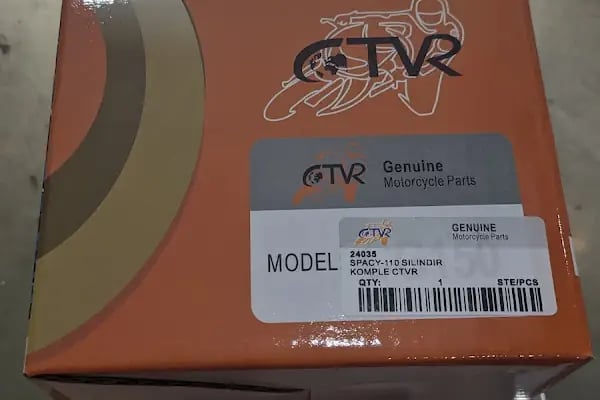 CTVR
CTVR Genuine
Motorcycle Parts
MODEL
CTVR GENUINE
Motorcycle Parts
24035
SPACY-110 SILINDIR
KOMPLE CTVR
QTY: 1 STE/PCS